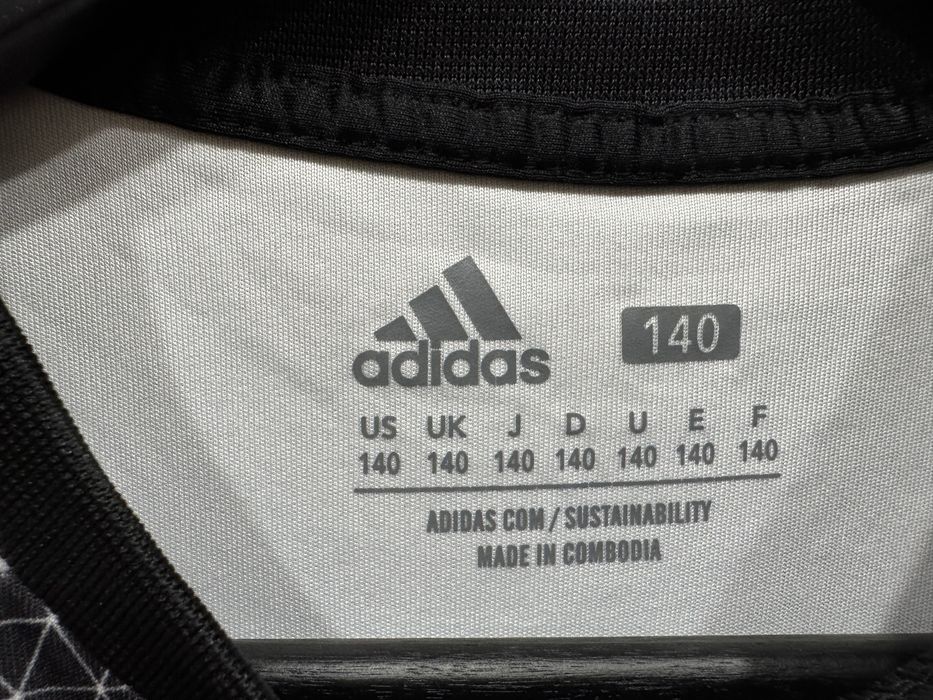 adidas
140
US UK J D U E F
140 140 140 140 140 140 140
ADIDAS COM / SUSTAINABILITY
MADE IN COMBODIA